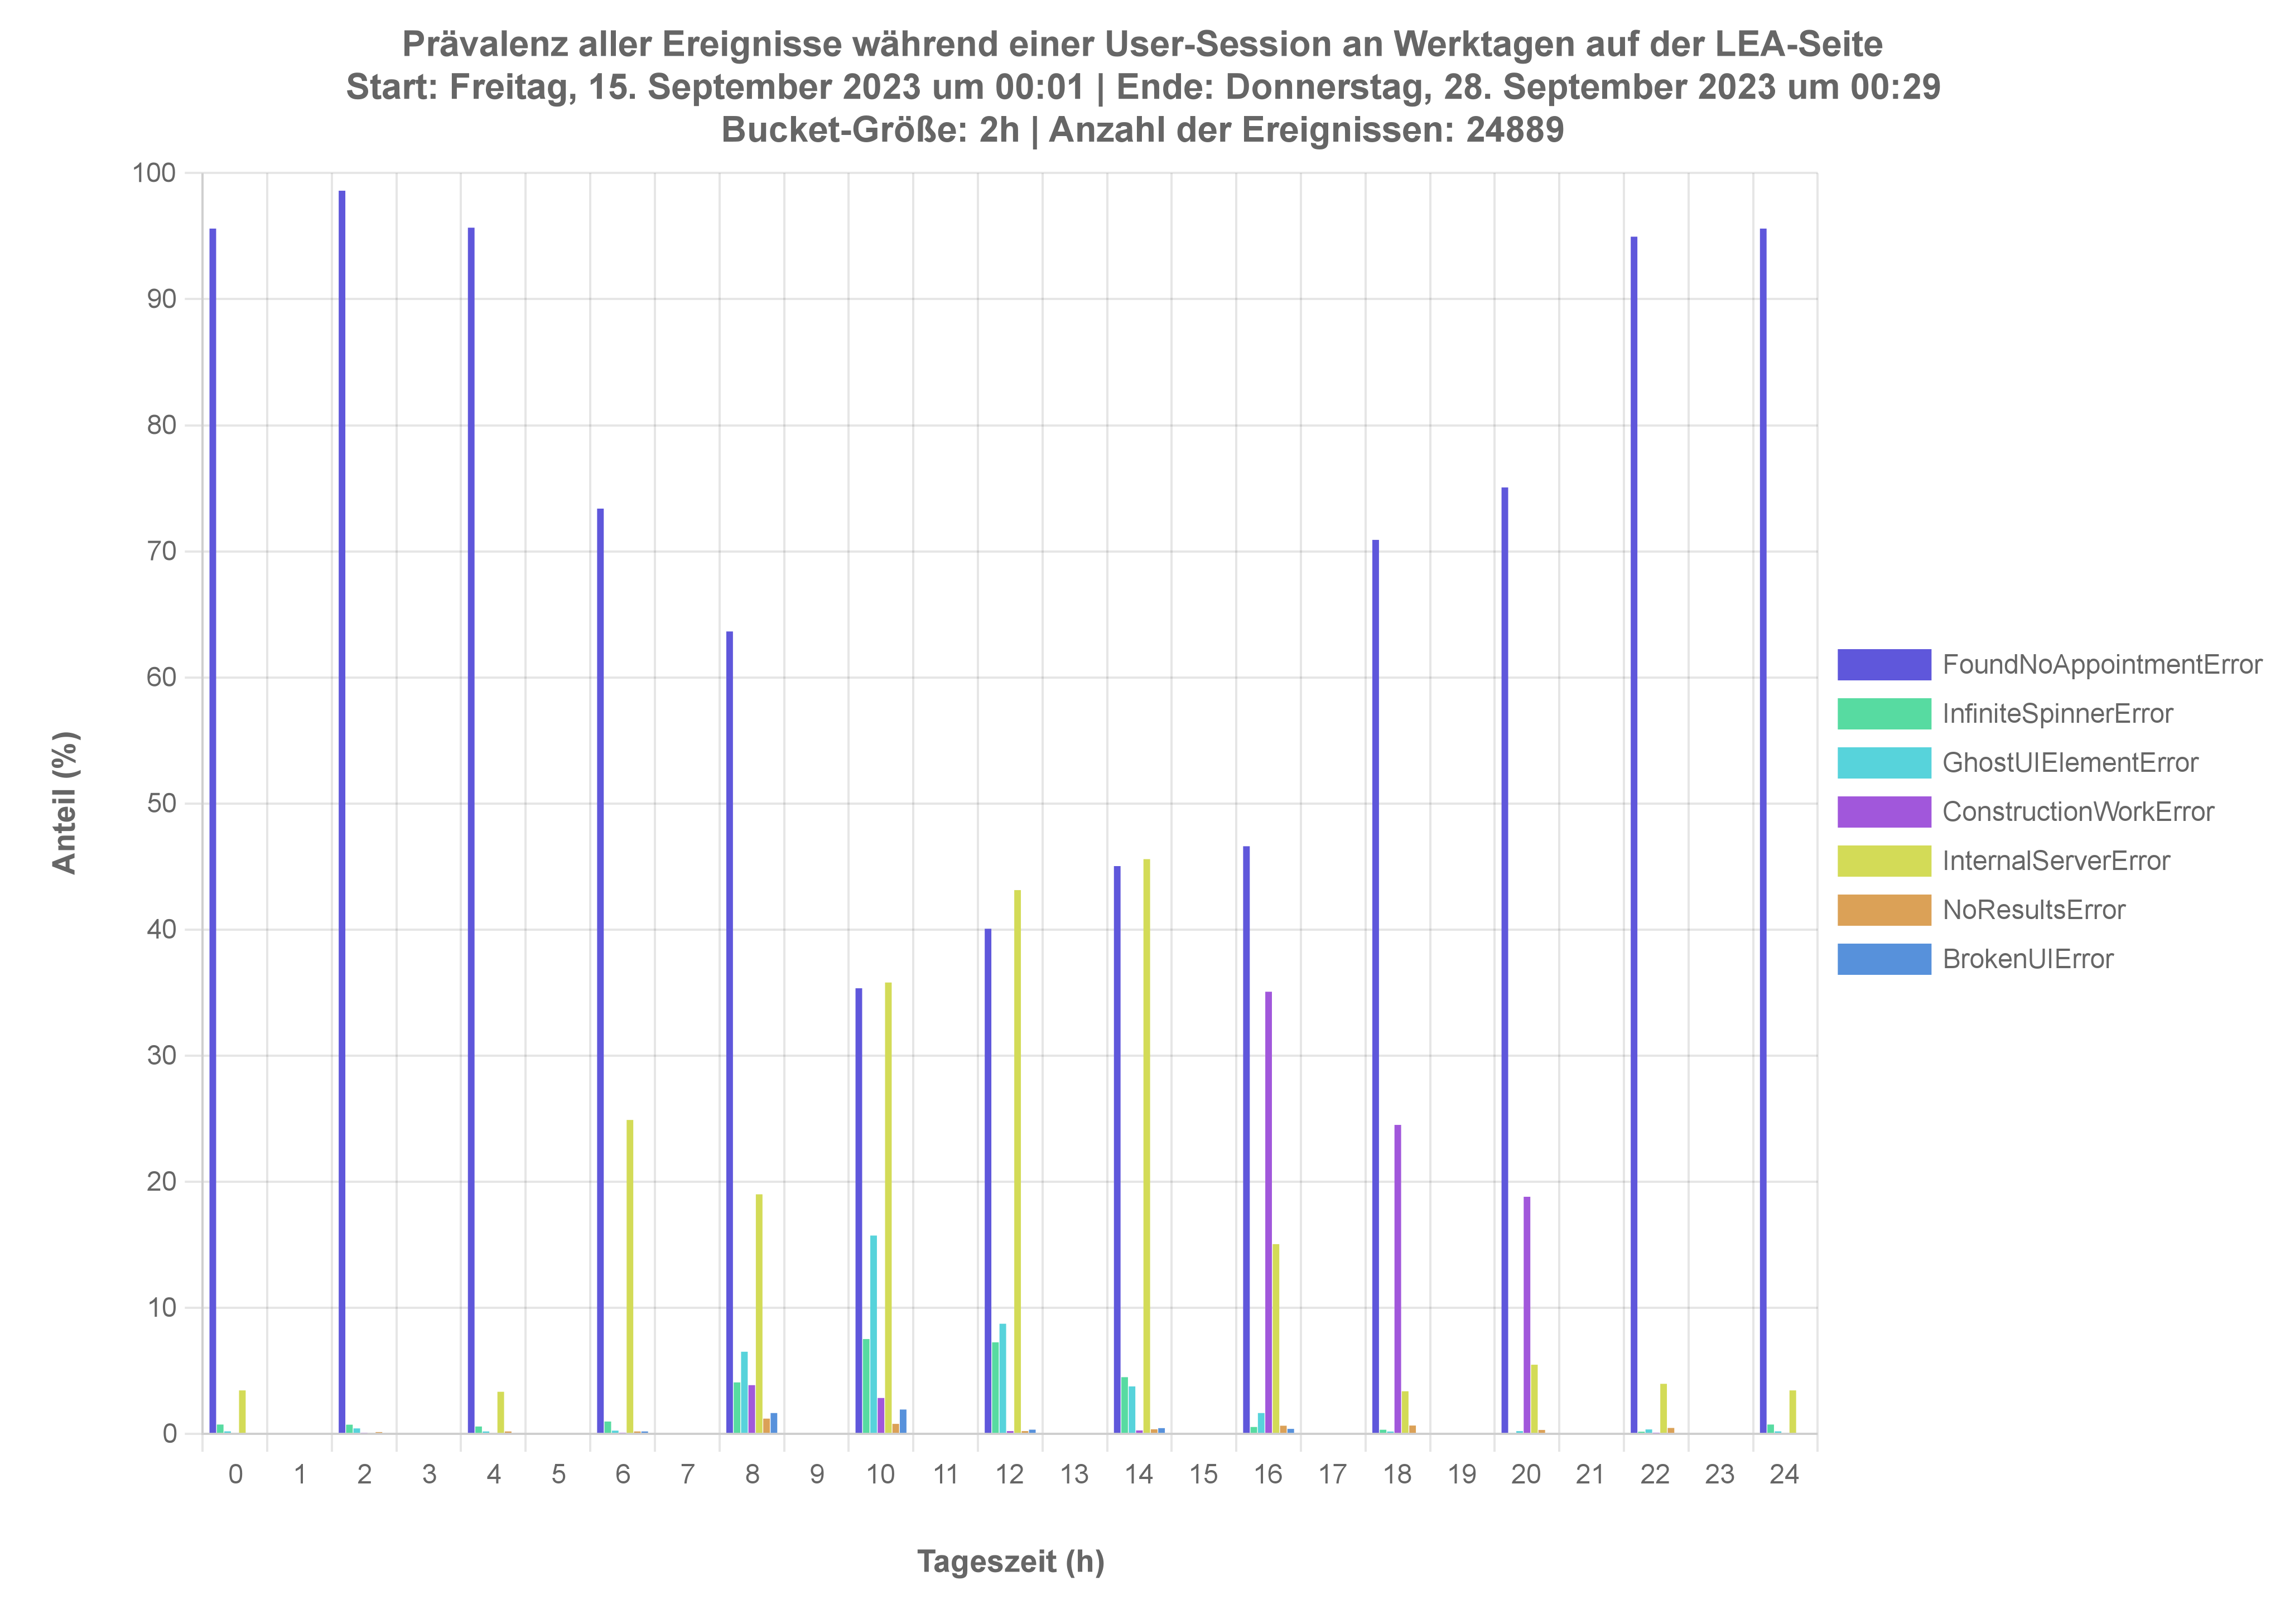 Prävalenz aller Ereignisse während einer User-Session an Werktagen auf der LEA-Seite
Start: Freitag, 15. September 2023 um 00:01 | Ende: Donnerstag, 28. September 2023 um 00:29
Bucket-Größe: 2h | Anzahl der Ereignissen: 24889
100
90
80
70
60
50
40
30
20
10
0
Anteil (%)
0 1 2 3 4 5 6 7 8 9 10 11 12 13 14 15 16 17 18 19 20 21 22 23 24
Tageszeit (h)
FoundNoAppointmentError
InfiniteSpinnerError
GhostUIElementError
ConstructionWorkError
InternalServerError
NoResultsError
BrokenUIError